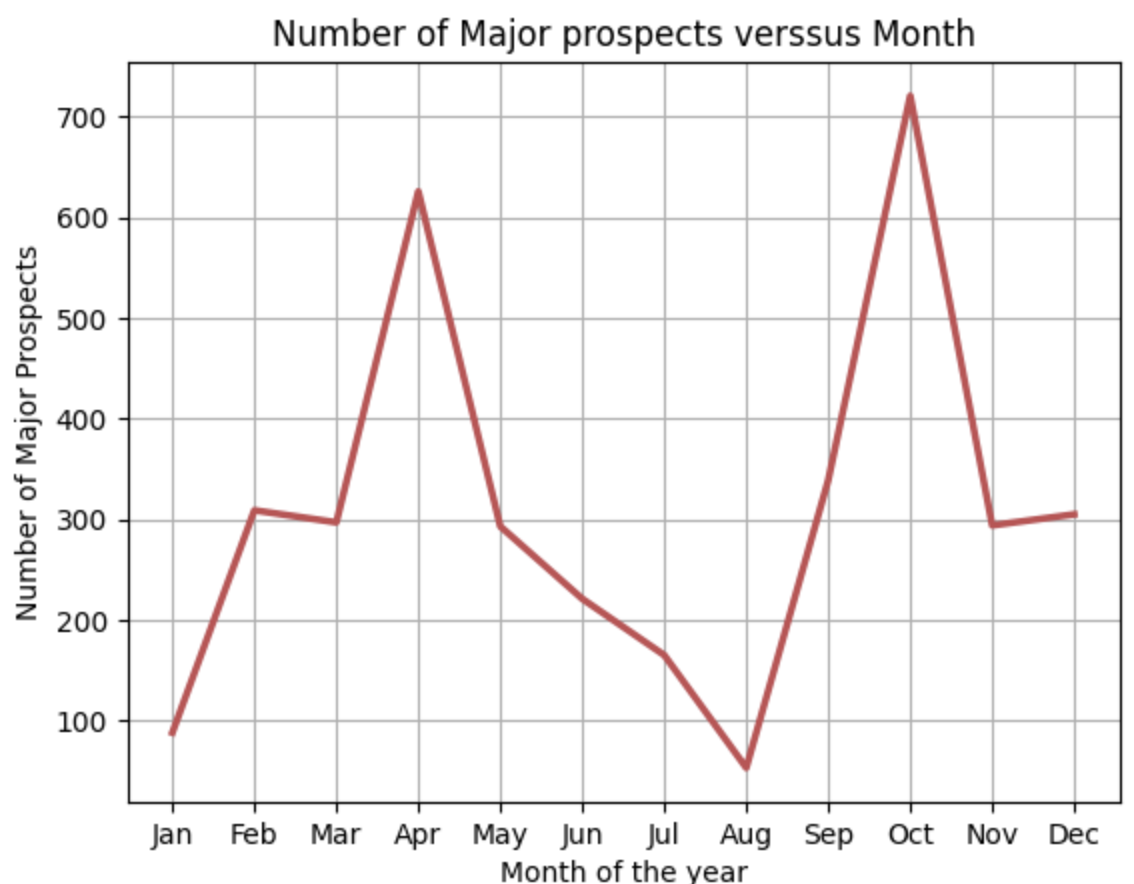 Number of Major prospects verssus Month
Number of Major Prospects
700
600
500
400
300
200
100
Jan Feb Mar Apr May Jun Jul Aug Sep Oct Nov Dec
Month of the year